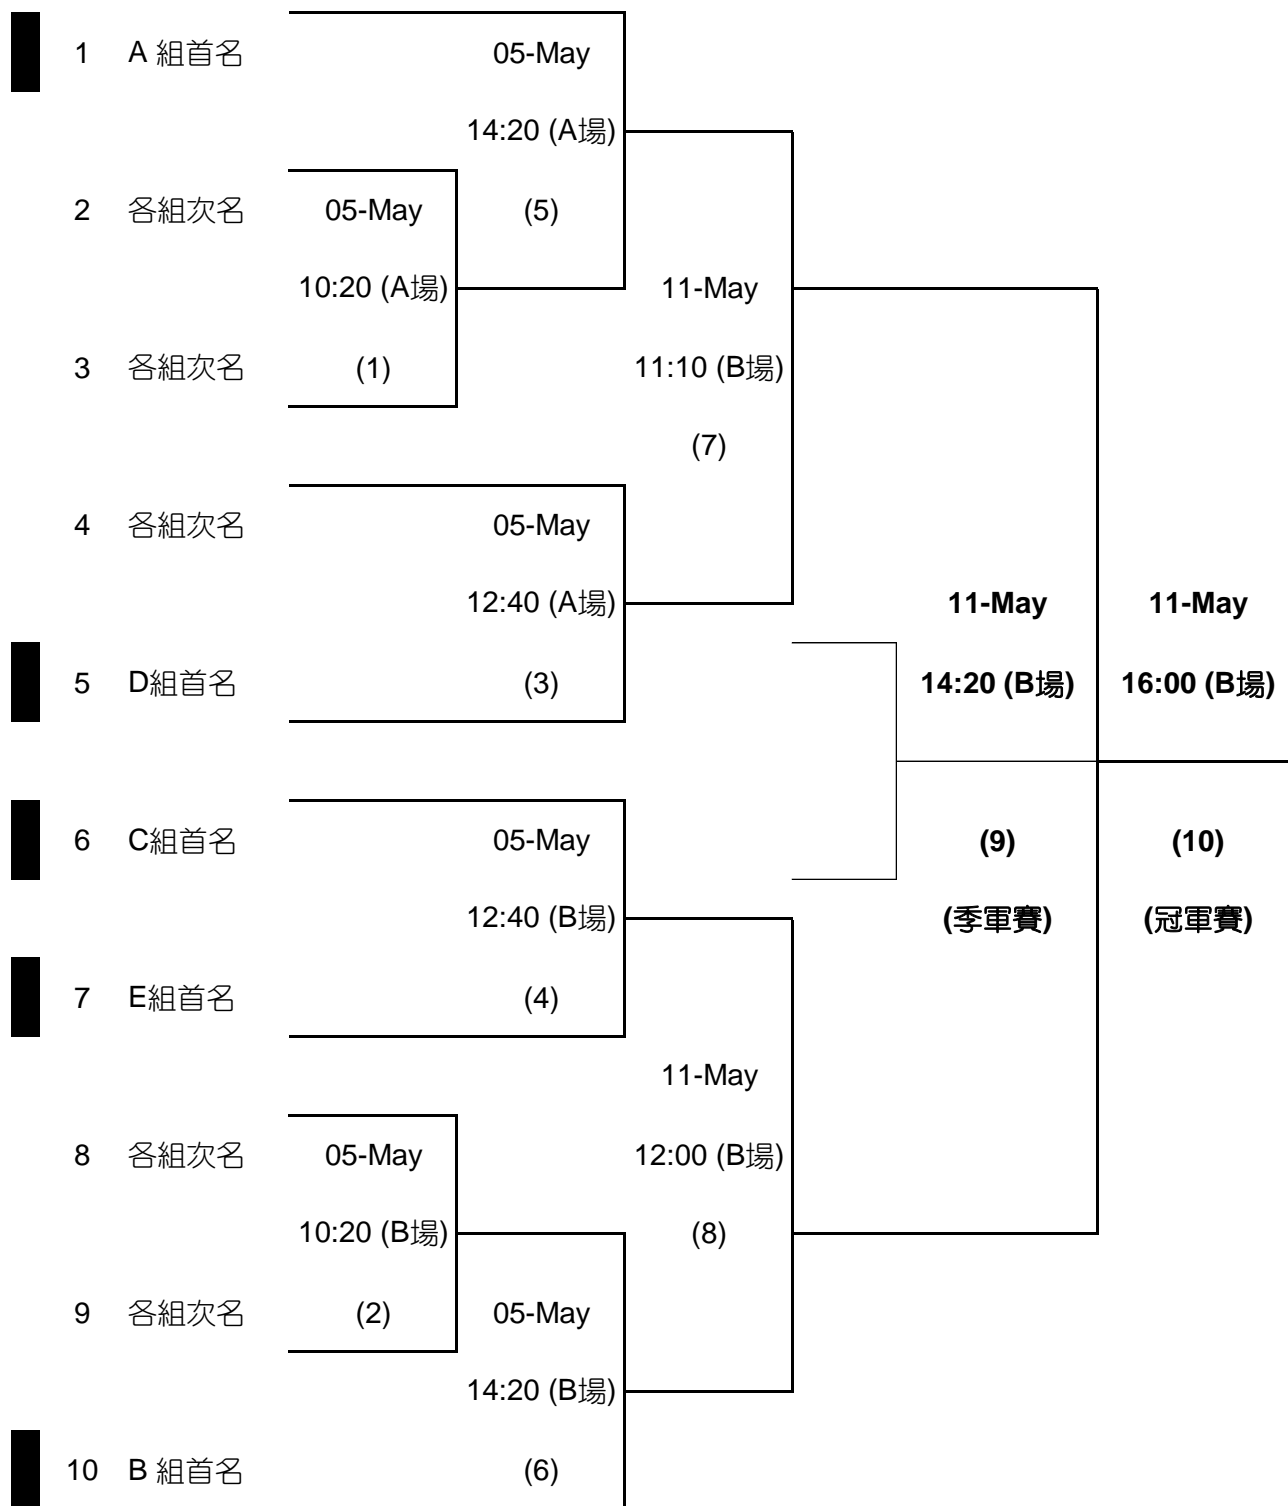 1 A 組首名 05-May
14:20 (A場)
2 各組次名 05-May (5)
10:20 (A場) 11-May
3 各組次名 (1) 11:10 (B場)
(7)
4 各組次名 05-May
12:40 (A場) 11-May 11-May
5 D組首名 (3) 14:20 (B場) 16:00 (B場)
6 C組首名 05-May (9) (10)
12:40 (B場) (季軍賽) (冠軍賽)
7 E組首名 (4)
11-May
8 各組次名 05-May 12:00 (B場)
10:20 (B場) (8)
9 各組次名 (2) 05-May
14:20 (B場)
10 B 組首名 (6)